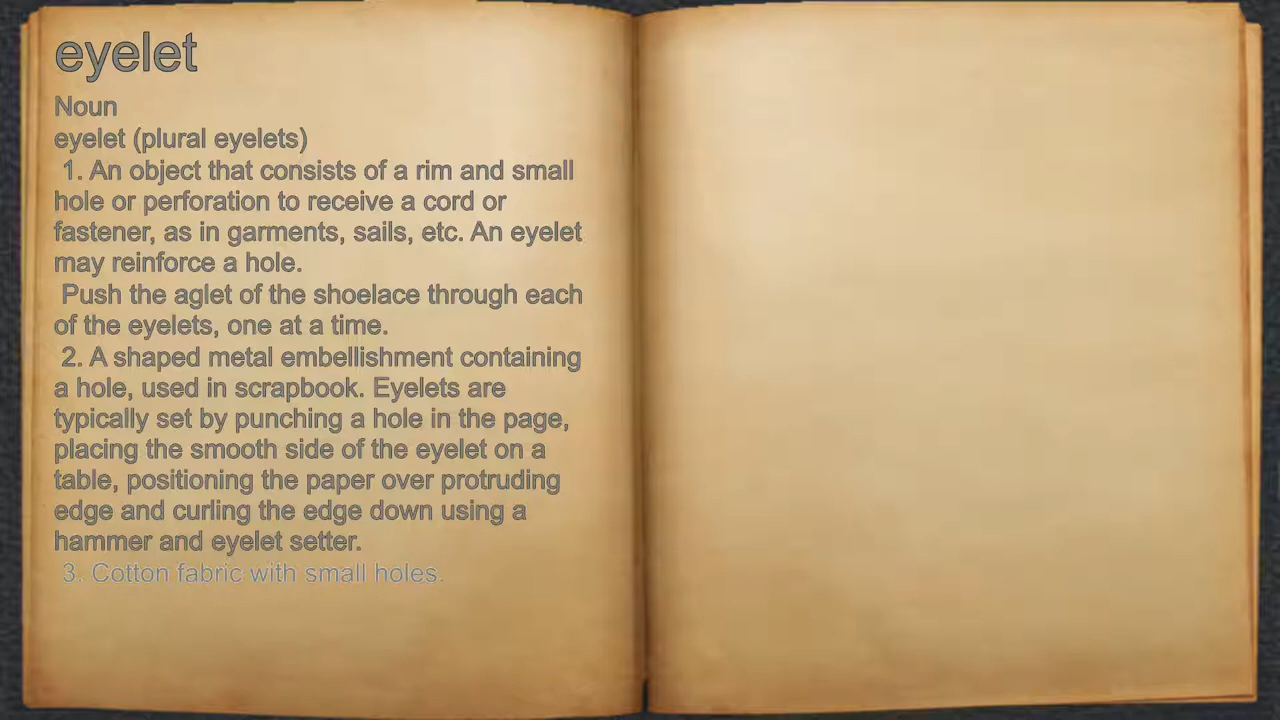 eyelet
Noun
eyelet (plural eyelets)
1. An object that consists of a rim and small
hole or perforation to receive a cord or
fastener, as in garments, sails, etc. An eyelet
may reinforce a hole.
Push the aglet of the shoelace through each
of the eyelets, one at a time.
2. A shaped metal embellishment containing
a hole, used in scrapbook. Eyelets are
typically set by punching a hole in the page,
placing the smooth side of the eyelet on a
table, positioning the paper over protruding
edge and curling the edge down using a
hammer and eyelet setter.
3. Cotton fabric with small holes.